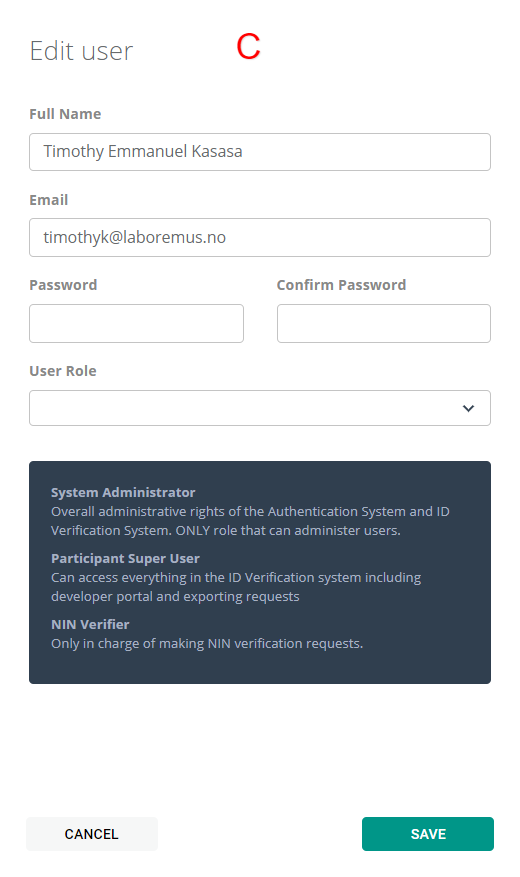 Edit user
C
Full Name
Timothy Emmanuel Kasasa
Email
timothyk@laboremus.no
Password
Confirm Password
User Role
System Administrator
Overall administrative rights of the Authentication System and ID
Verification System. ONLY role that can administer users.
Participant Super User
Can access everything in the ID Verification system including
developer portal and exporting requests
NIN Verifier
Only in charge of making NIN verification requests.
CANCEL
SAVE